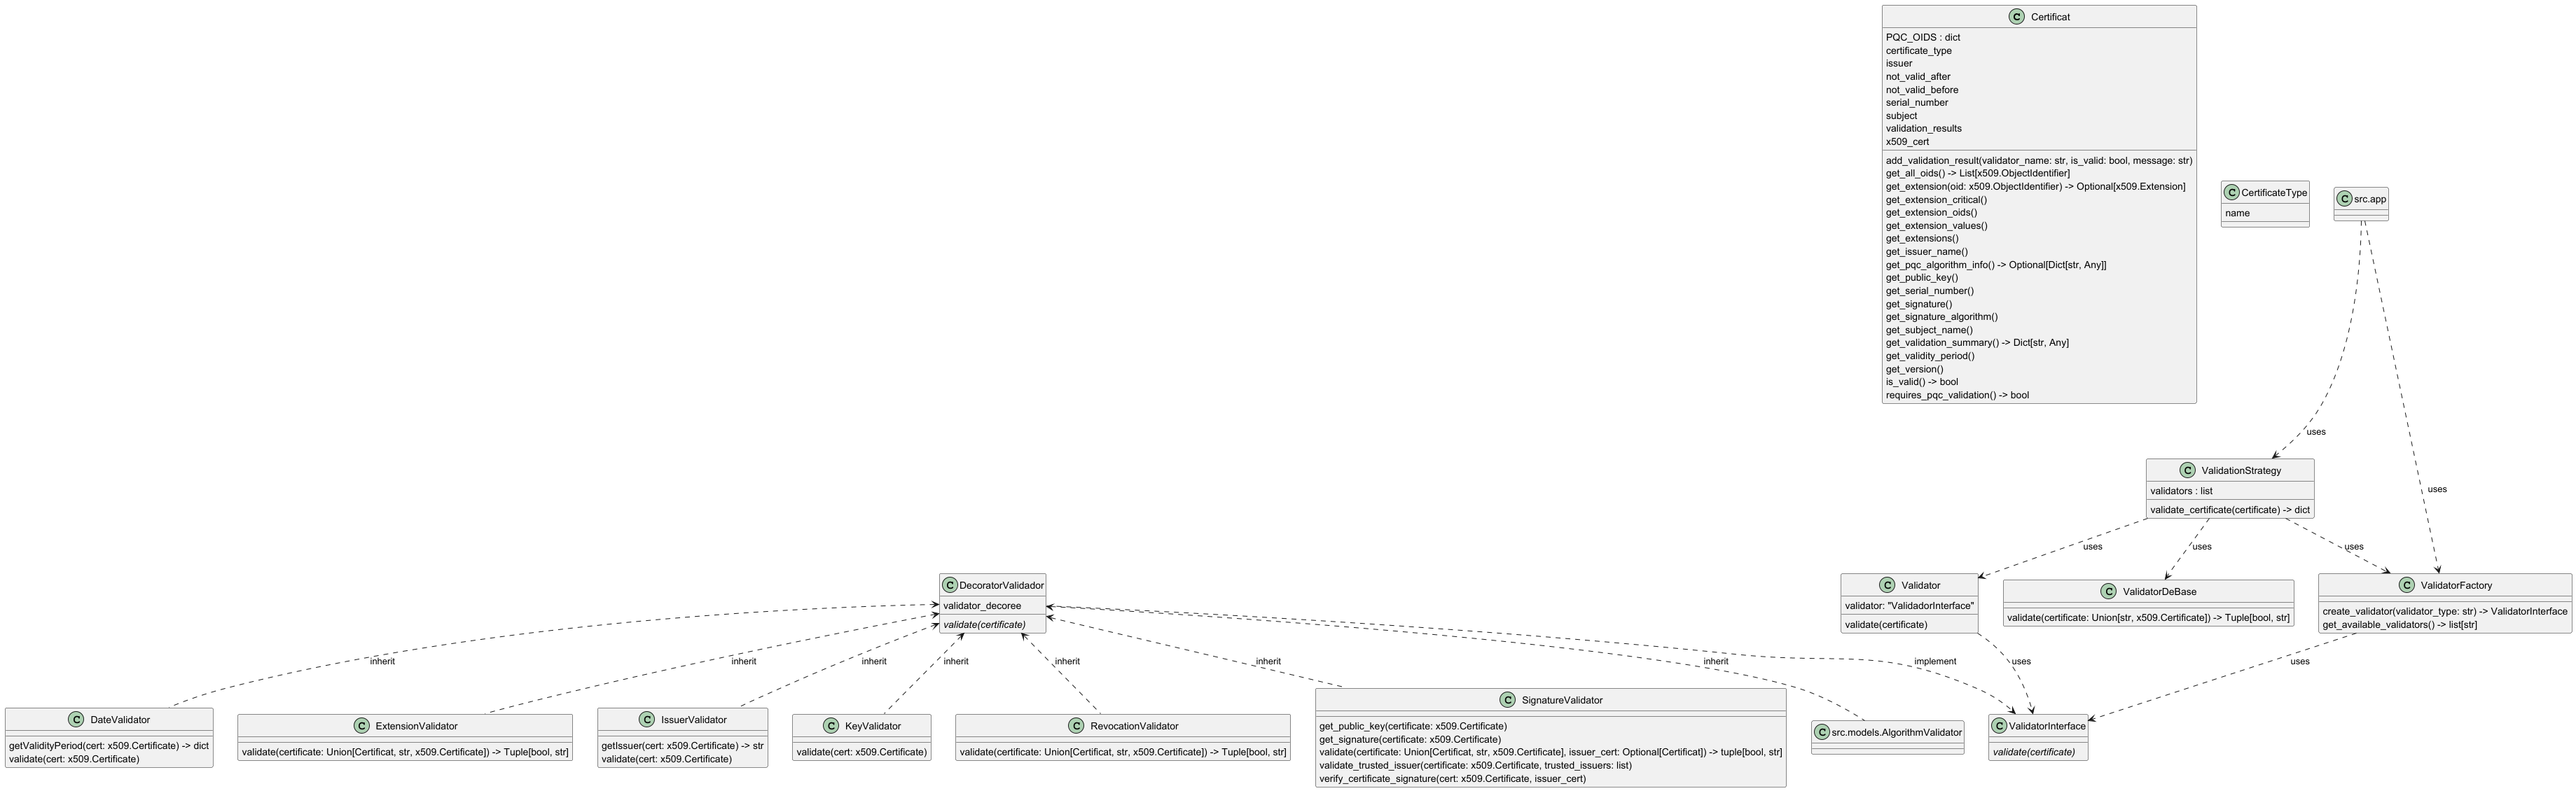 C Certificat
PQC_OIDS : dict
certificate_type
issuer
not_valid_after
not_valid_before
serial_number
subject
validation_results
x509_cert
add_validation_result(validator_name: str, is_valid: bool, message: str)
get_all_oids() -> List[x509.ObjectIdentifier]
get_extension(oid: x509.ObjectIdentifier) -> Optional[x509.Extension]
get_extension_critical()
get_extension_oids()
get_extension_values()
get_extensions()
get_issuer_name()
get_pqc_algorithm_info() -> Optional[Dict[str, Any]]
get_public_key()
get_serial_number()
get_signature()
get_signature_algorithm()
get_subject_name()
get_validation_summary() -> Dict[str, Any]
get_validity_period()
get_version()
is_valid() -> bool
requires_pqc_validation() -> bool
C CertificateType
name
C src.app
uses
uses
C ValidationStrategy
validators : list
validate_certificate(certificate) -> dict
uses
uses
uses
C DecoratorValidador
validator_decoree
validate(certificate)
C Validator
validator: "ValidadorInterface"
validate(certificate)
C ValidatorDeBase
validate(certificate: Union[str, x509.Certificate]) -> Tuple[bool, str]
C ValidatorFactory
create_validator(validator_type: str) -> ValidatorInterface
get_available_validators() -> list[str]
inherit
inherit
inherit
inherit
inherit
inherit
inherit
implement
uses
uses
C DateValidator
getValidityPeriod(cert: x509.Certificate) -> dict
validate(cert: x509.Certificate)
C ExtensionValidator
validate(certificate: Union[Certificat, str, x509.Certificate]) -> Tuple[bool, str]
C IssuerValidator
getIssuer(cert: x509.Certificate) -> str
validate(cert: x509.Certificate)
C KeyValidator
validate(cert: x509.Certificate)
C RevocationValidator
validate(certificate: Union[Certificat, str, x509.Certificate]) -> Tuple[bool, str]
C SignatureValidator
get_public_key(certificate: x509.Certificate)
get_signature(certificate: x509.Certificate)
validate(certificate: Union[Certificat, str, x509.Certificate], issuer_cert: Optional[Certificat]) -> tuple[bool, str]
validate_trusted_issuer(certificate: x509.Certificate, trusted_issuers: list)
verify_certificate_signature(cert: x509.Certificate, issuer_cert)
C src.models.AlgorithmValidator
C ValidatorInterface
validate(certificate)